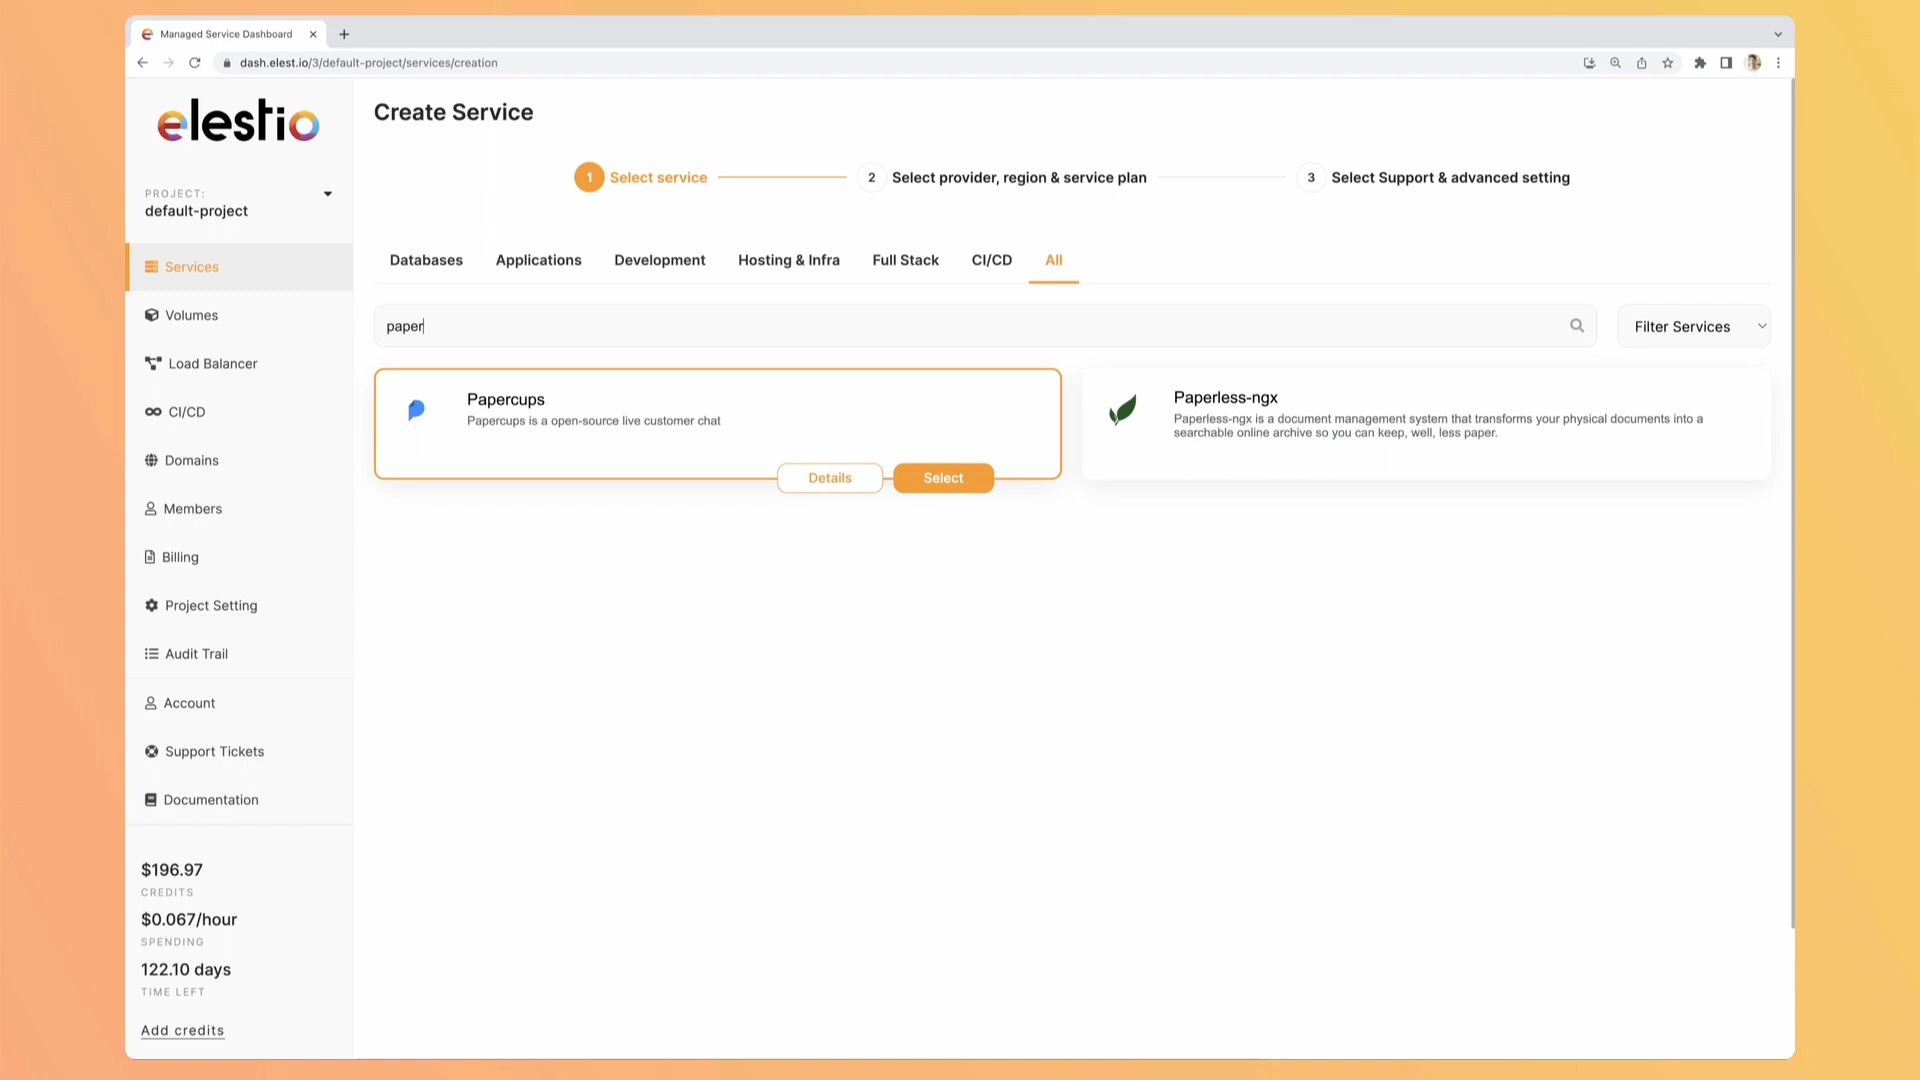 Managed Service Dashboard
dash.elest.io/3/default-project/services/creation
elestio
PROJECT:
default-project
Services
Volumes
Load Balancer
CI/CD
Domains
Members
Billing
Project Setting
Audit Trail
Account
Support Tickets
Documentation
$196.97
CREDITS
$0.067/hour
SPENDING
122.10 days
TIME LEFT
Add credits
Create Service
1 Select service
2 Select provider, region & service plan
3 Select Support & advanced setting
Databases Applications Development Hosting & Infra Full Stack CI/CD All
paper
Filter Services
Papercups
Papercups is a open-source live customer chat
Details Select
Paperless-ngx
Paperless-ngx is a document management system that transforms your physical documents into a
searchable online archive so you can keep, well, less paper.